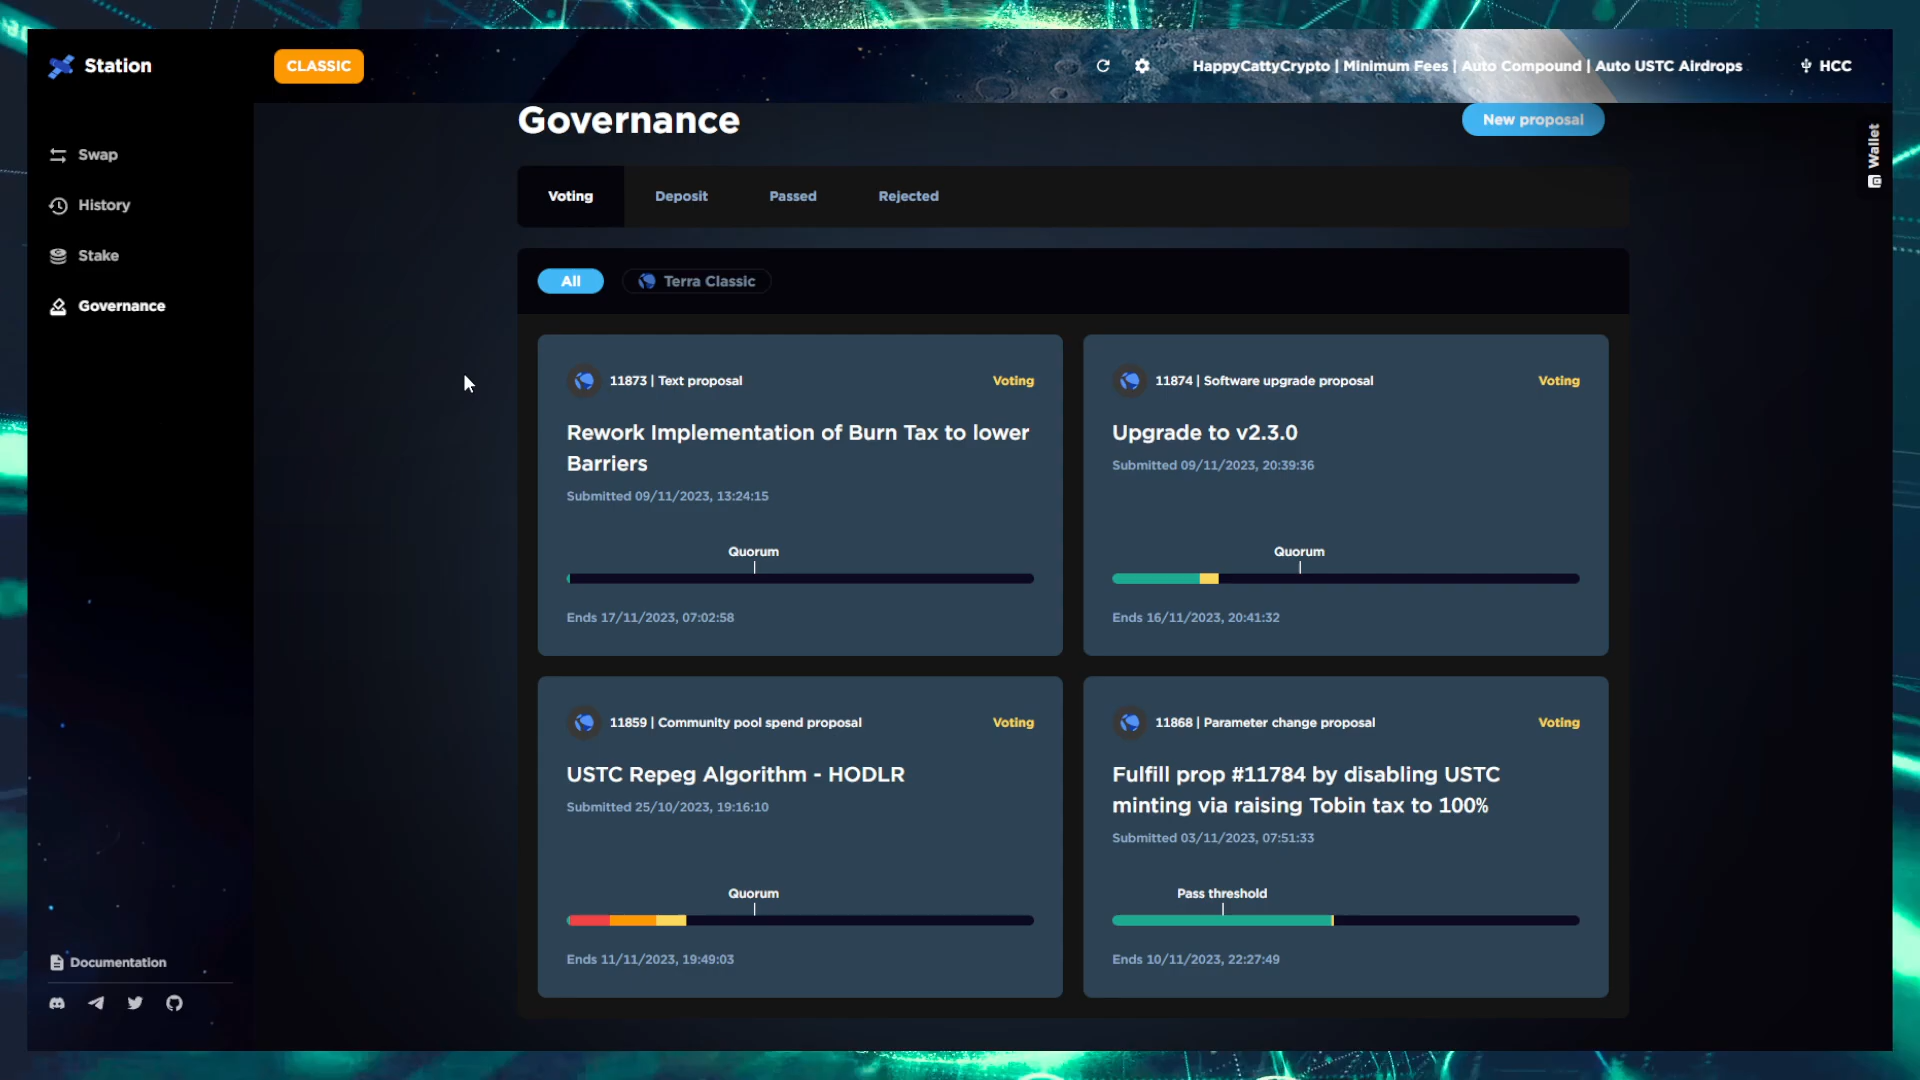 Station
CLASSIC
HappyCattyCrypto | Minimum Fees | Auto Compound | Auto USTC Airdrops
HCC
Swap
History
Stake
Governance
Documentation
Governance
New proposal
Wallet
Voting
Deposit
Passed
Rejected
All
Terra Classic
11873 | Text proposal
Voting
Rework Implementation of Burn Tax to lower
Barriers
Submitted 09/11/2023, 13:24:15
Quorum
Ends 17/11/2023, 07:02:58
11874 | Software upgrade proposal
Voting
Upgrade to v2.3.0
Submitted 09/11/2023, 20:39:36
Quorum
Ends 16/11/2023, 20:41:32
11859 | Community pool spend proposal
Voting
USTC Repeg Algorithm - HODLR
Submitted 25/10/2023, 19:16:10
Quorum
Ends 11/11/2023, 19:49:03
11868 | Parameter change proposal
Voting
Fulfill prop #11784 by disabling USTC
minting via raising Tobin tax to 100%
Submitted 03/11/2023, 07:51:33
Pass threshold
Ends 10/11/2023, 22:27:49